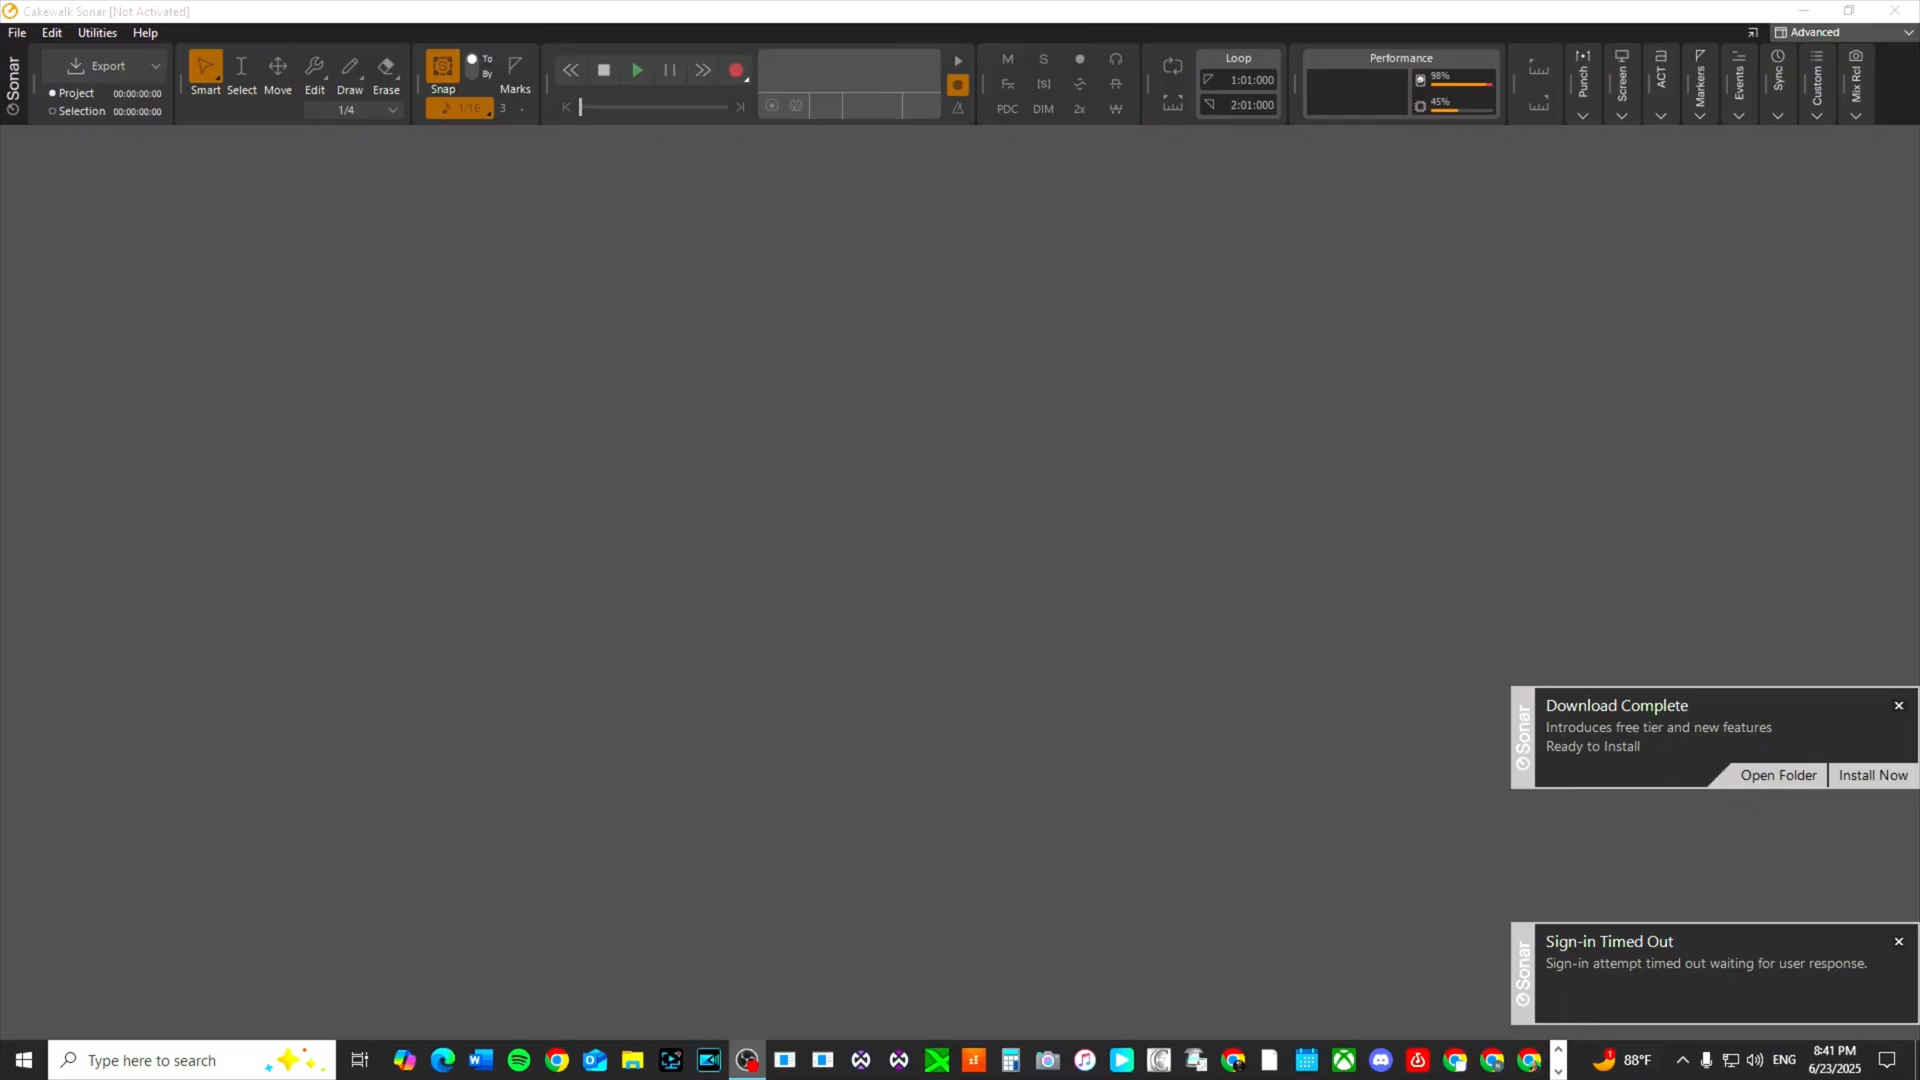 Cakewalk Sonar [Not Activated]
File Edit Utilities Help
Advanced
Sonar
Export
Project 00:00:00:00
Selection 00:00:00:00
Smart Select Move Edit Draw Erase
1/4
Snap
To
By
Marks
1/16
3
M S
Fx
PDC DIM 2x
Loop
1:01:000
2:01:000
Performance
98%
45%
Punch
Screen
ACT
Markers
Events
Sync
Custom
Mix Rcl
Sonar
Download Complete
Introduces free tier and new features
Ready to Install
Open Folder Install Now
Sonar
Sign-in Timed Out
Sign-in attempt timed out waiting for user response.
Type here to search
88°F
ENG
8:41 PM
6/23/2025